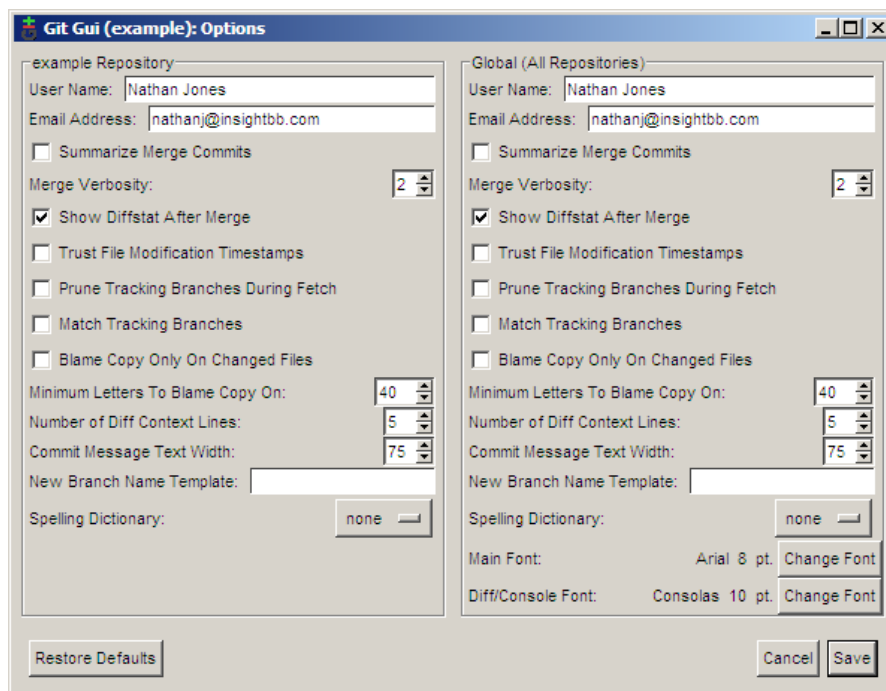 Git Gui (example): Options
example Repository
User Name: Nathan Jones
Email Address: nathanj@insightbb.com
Summarize Merge Commits
Merge Verbosity: 2
Show Diffstat After Merge
Trust File Modification Timestamps
Prune Tracking Branches During Fetch
Match Tracking Branches
Blame Copy Only On Changed Files
Minimum Letters To Blame Copy On: 40
Number of Diff Context Lines: 5
Commit Message Text Width: 75
New Branch Name Template:
Spelling Dictionary: none
Global (All Repositories)
User Name: Nathan Jones
Email Address: nathanj@insightbb.com
Summarize Merge Commits
Merge Verbosity: 2
Show Diffstat After Merge
Trust File Modification Timestamps
Prune Tracking Branches During Fetch
Match Tracking Branches
Blame Copy Only On Changed Files
Minimum Letters To Blame Copy On: 40
Number of Diff Context Lines: 5
Commit Message Text Width: 75
New Branch Name Template:
Spelling Dictionary: none
Main Font: Arial 8 pt. Change Font
Diff/Console Font: Consolas 10 pt. Change Font
Restore Defaults Cancel Save